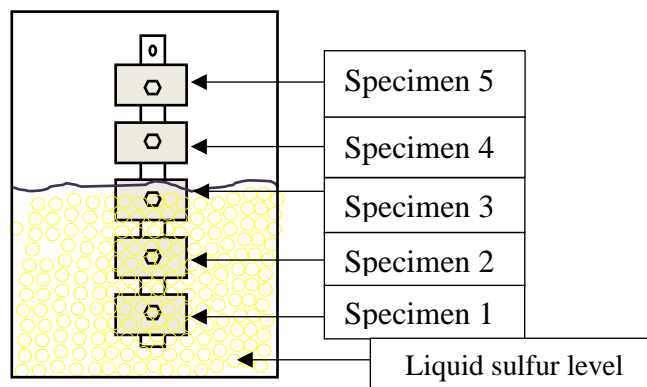 Specimen 5
Specimen 4
Specimen 3
Specimen 2
Specimen 1
Liquid sulfur level